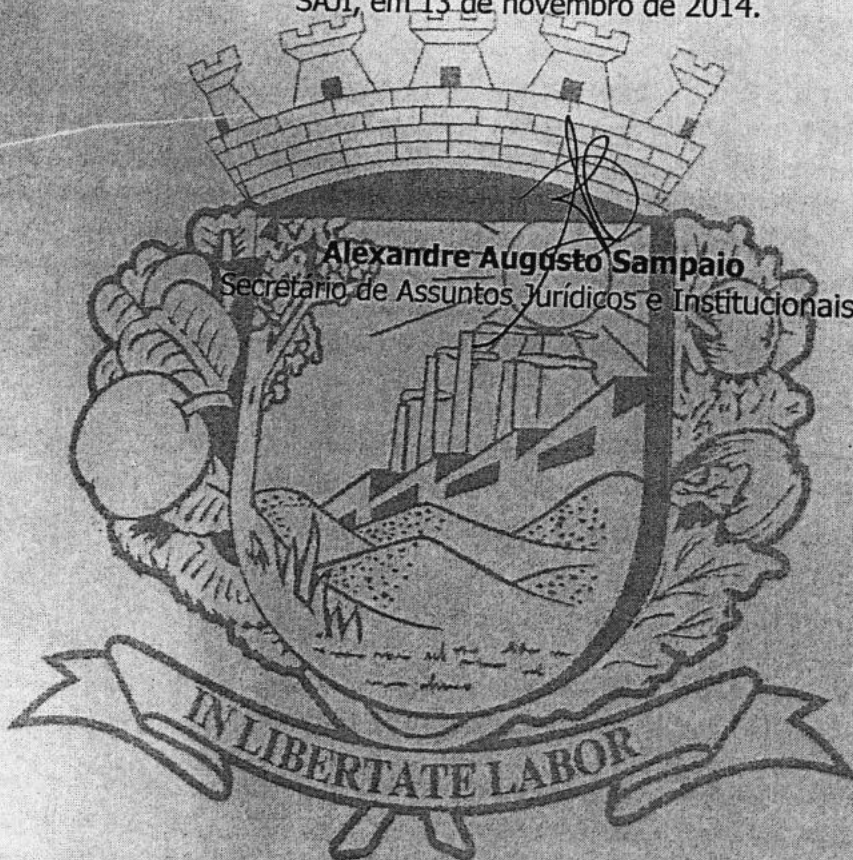 SAJI, em 13 de novembro de 2014.
Alexandre Augusto Sampaio
Secretário de Assuntos Jurídicos e Institucionais
IN LIBERTATE LABOR